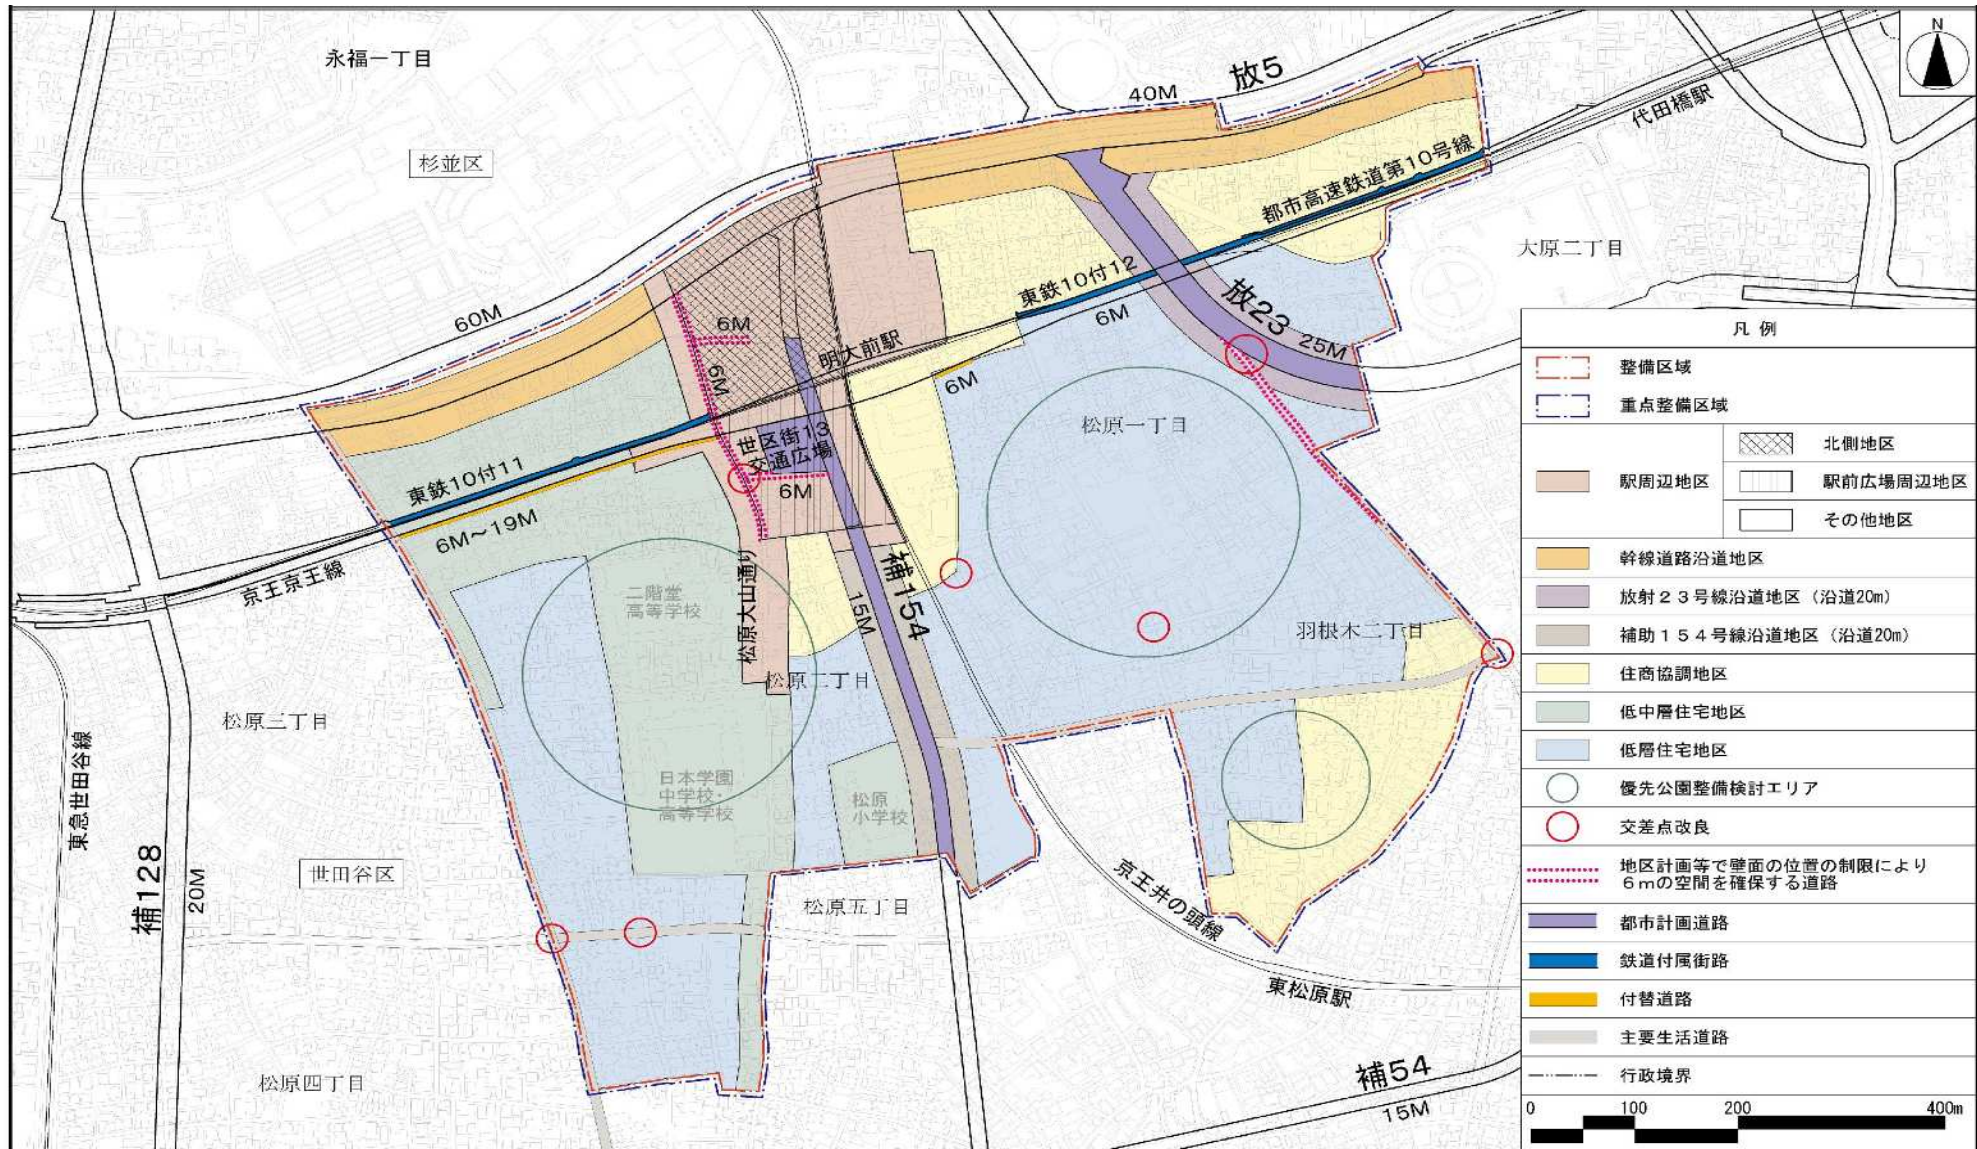 N
永福一丁目
放5
40M
代田橋駅
杉並区
都市高速鉄道第10号線
大原二丁目
60M
東鉄10付12
6M
放23
25M
6M
6M
明大前駅
6M
松原一丁目
世区街13
交通広場
6M
東鉄10付11
6M～19M
京王京王線
松原大山通り
補154
15M
二階堂
高等学校
羽根木二丁目
松原二丁目
松原三丁目
東急世田谷線
日本学園
中学校・
高等学校
松原
小学校
補128
20M
世田谷区
松原五丁目
京王井の頭線
東松原駅
松原四丁目
補54
15M
凡 例
整備区域
重点整備区域
駅周辺地区
北側地区
駅前広場周辺地区
その他地区
幹線道路沿道地区
放射２３号線沿道地区（沿道20m）
補助１５４号線沿道地区（沿道20m）
住商協調地区
低中層住宅地区
低層住宅地区
優先公園整備検討エリア
交差点改良
地区計画等で壁面の位置の制限により
６ｍの空間を確保する道路
都市計画道路
鉄道付属街路
付替道路
主要生活道路
行政境界
0 100 200 400m